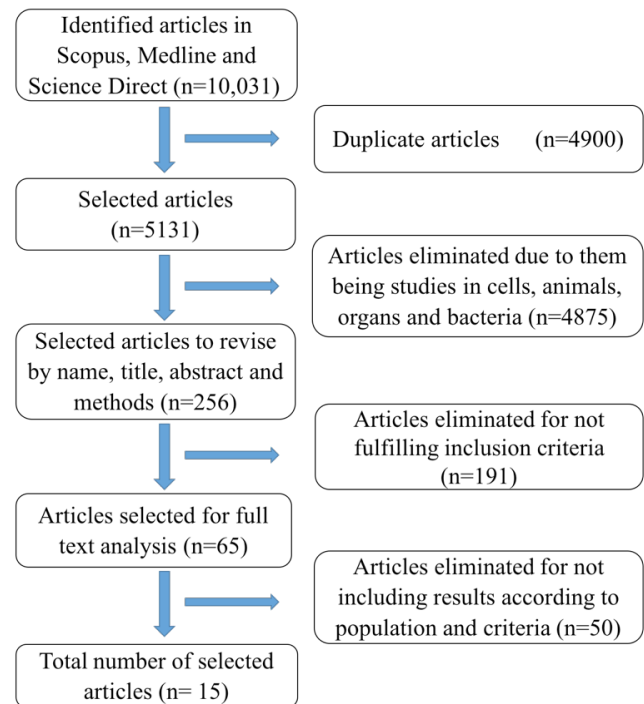 Identified articles in
Scopus, Medline and
Science Direct (n=10,031)
Duplicate articles (n=4900)
Selected articles
(n=5131)
Articles eliminated due to them
being studies in cells, animals,
organs and bacteria (n=4875)
Selected articles to revise
by name, title, abstract and
methods (n=256)
Articles eliminated for not
fulfilling inclusion criteria
(n=191)
Articles selected for full
text analysis (n=65)
Articles eliminated for not
including results according to
population and criteria (n=50)
Total number of selected
articles (n= 15)